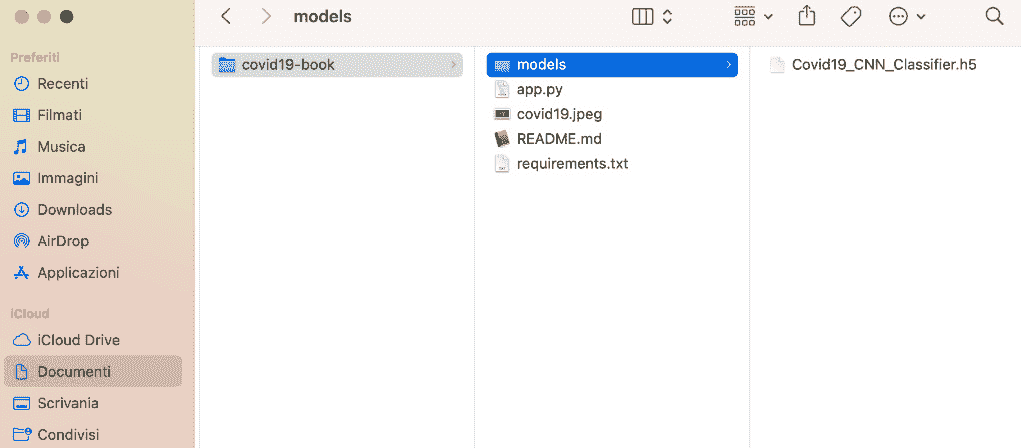 models
Preferiti
Recenti
Filmati
Musica
Immagini
Downloads
AirDrop
Applicazioni
iCloud
iCloud Drive
Documenti
Scrivania
Condivisi
covid19-book
models
app.py
covid19.jpeg
README.md
requirements.txt
Covid19_CNN_Classifier.h5